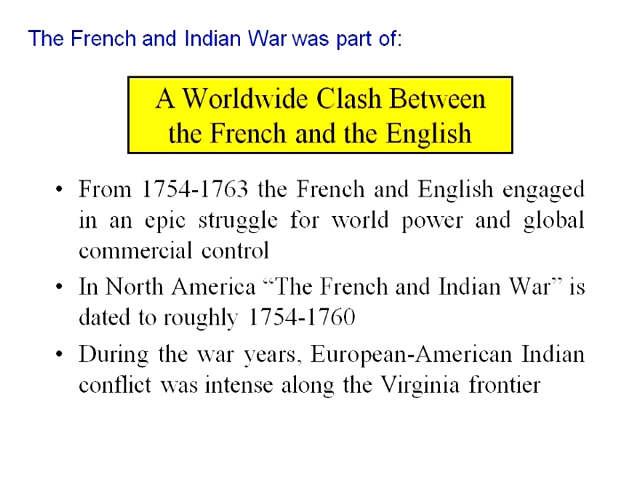 The French and Indian War was part of:
A Worldwide Clash Between
the French and the English
• From 1754-1763 the French and English engaged
in an epic struggle for world power and global
commercial control
• In North America “The French and Indian War” is
dated to roughly 1754-1760
• During the war years, European-American Indian
conflict was intense along the Virginia frontier